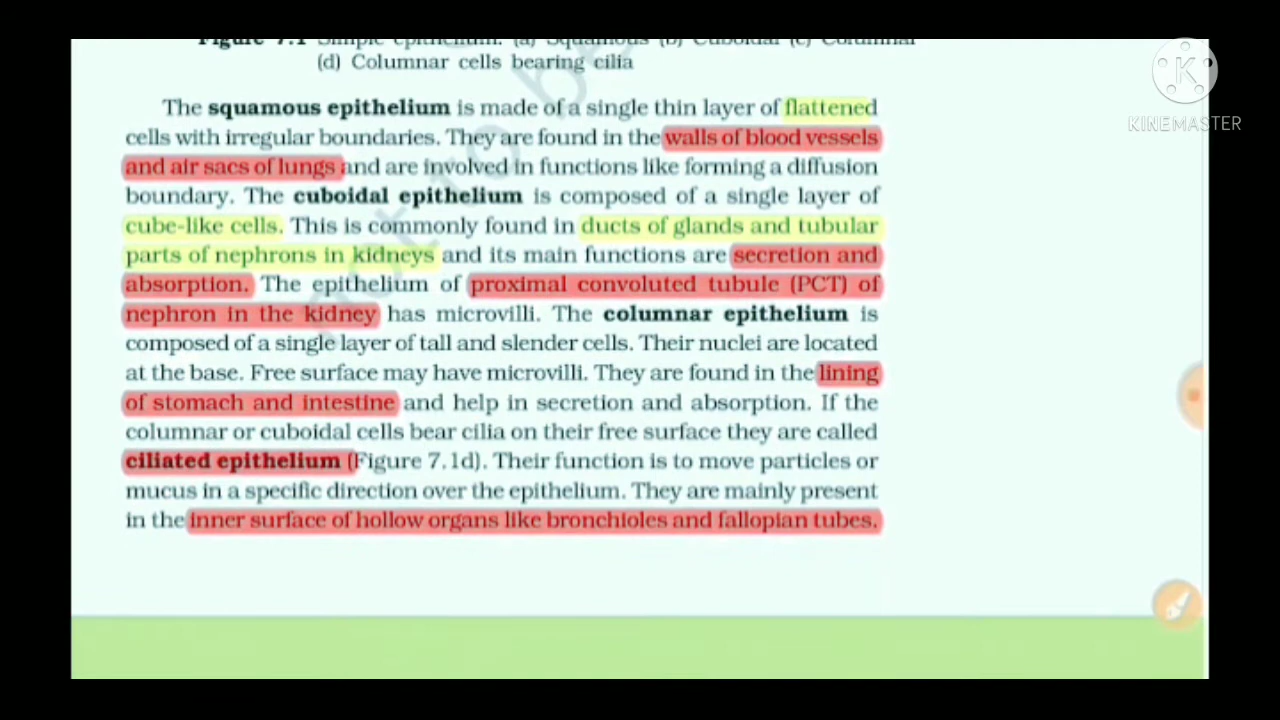 Figure 7.1 Simple epithelium: (a) Squamous (b) Cuboidal (c) Columnar
(d) Columnar cells bearing cilia
K
KINEMASTER
The squamous epithelium is made of a single thin layer of flattened
cells with irregular boundaries. They are found in the walls of blood vessels
and air sacs of lungs and are involved in functions like forming a diffusion
boundary. The cuboidal epithelium is composed of a single layer of
cube-like cells. This is commonly found in ducts of glands and tubular
parts of nephrons in kidneys and its main functions are secretion and
absorption. The epithelium of proximal convoluted tubule (PCT) of
nephron in the kidney has microvilli. The columnar epithelium is
composed of a single layer of tall and slender cells. Their nuclei are located
at the base. Free surface may have microvilli. They are found in the lining
of stomach and intestine and help in secretion and absorption. If the
columnar or cuboidal cells bear cilia on their free surface they are called
ciliated epithelium (Figure 7.1d). Their function is to move particles or
mucus in a specific direction over the epithelium. They are mainly present
in the inner surface of hollow organs like bronchioles and fallopian tubes.